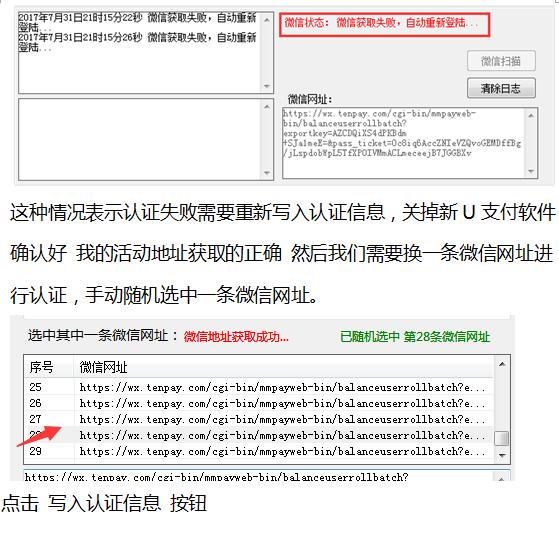 2017年7月31日21时15分22秒 微信获取失败，自动重新
登陆...
2017年7月31日21时15分26秒 微信获取失败，自动重新
登陆...
微信状态： 微信获取失败，自动重新登陆...
微信扫描
清除日志
微信网址：
https://wx.tenpay.com/cgi-bin/mmpayweb-
bin/balanceuserrollbatch?
这种情况表示认证失败需要重新写入认证信息，关掉新 U 支付软件
确认好 我的活动地址获取的正确 然后我们需要换一条微信网址进
行认证，手动随机选中一条微信网址。
选中其中一条微信网址： 微信地址获取成功... 已随机选中 第28条微信网址
序号 微信网址
25 https://wx.tenpay.com/cgi-bin/mmpayweb-bin/balanceuserrollbatch?e...
26 https://wx.tenpay.com/cgi-bin/mmpayweb-bin/balanceuserrollbatch?e...
27 https://wx.tenpay.com/cgi-bin/mmpayweb-bin/balanceuserrollbatch?e...
28 https://wx.tenpay.com/cgi-bin/mmpayweb-bin/balanceuserrollbatch?e...
29 https://wx.tenpay.com/cgi-bin/mmpayweb-bin/balanceuserrollbatch?e...
https://wx.tenpay.com/cgi-bin/mmpayweb-bin/balanceuserrollbatch?
点击 写入认证信息 按钮